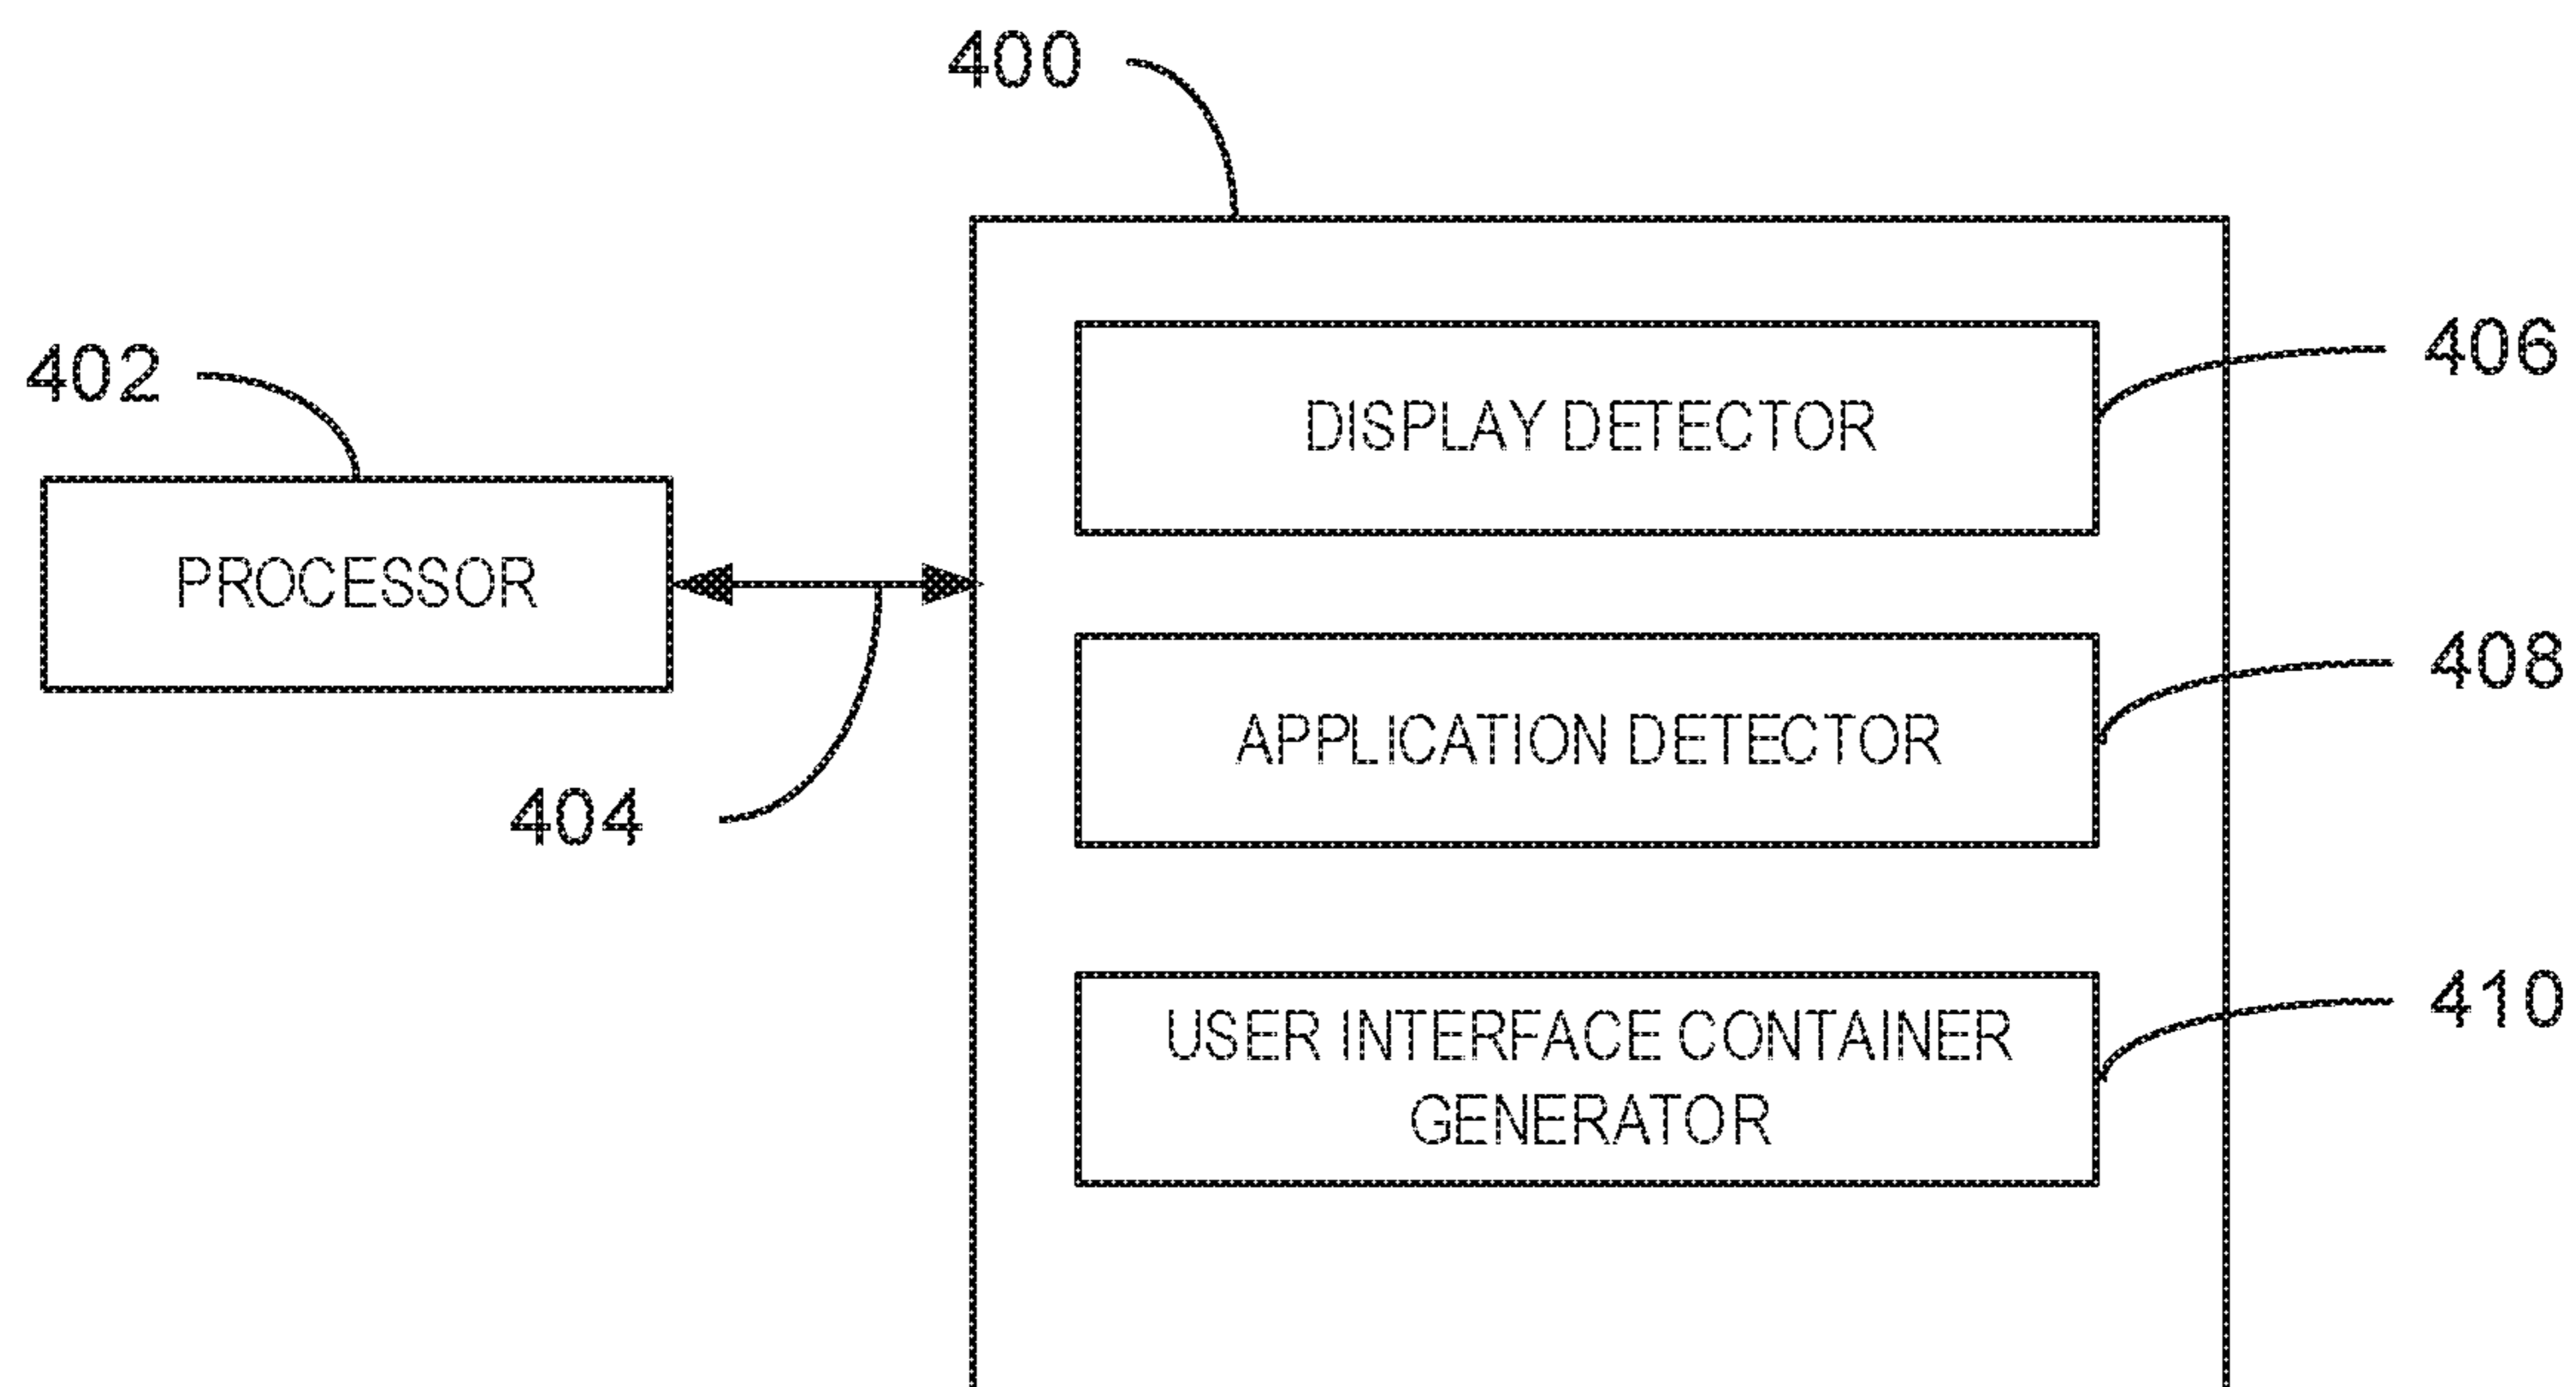 400
402
406
DISPLAY DETECTOR
PROCESSOR
408
APPLICATION DETECTOR
404
410
USER INTERFACE CONTAINER
GENERATOR